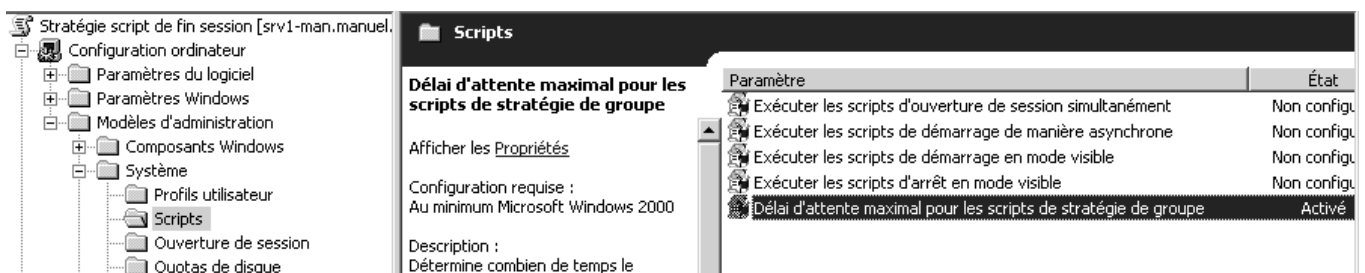 Stratégie script de fin session [srv1-man.manuel.
Configuration ordinateur
Paramètres du logiciel
Paramètres Windows
Modèles d'administration
Composants Windows
Système
Profils utilisateur
Scripts
Ouverture de session
Quotas de disque
Scripts
Délai d'attente maximal pour les
scripts de stratégie de groupe
Afficher les Propriétés
Configuration requise :
Au minimum Microsoft Windows 2000
Description :
Détermine combien de temps le
Paramètre État
Exécuter les scripts d'ouverture de session simultanément Non configu
Exécuter les scripts de démarrage de manière asynchrone Non configu
Exécuter les scripts de démarrage en mode visible Non configu
Exécuter les scripts d'arrêt en mode visible Non configu
Délai d'attente maximal pour les scripts de stratégie de groupe Activé